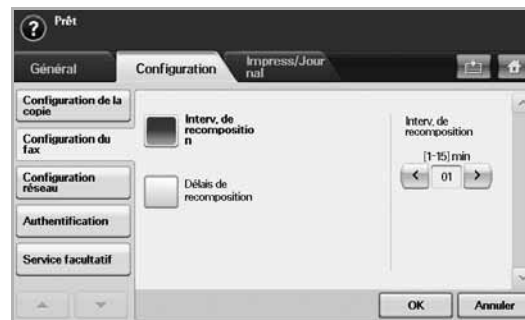 Prêt
Général
Configuration
Impress/Jour
nal
Configuration de la
copie
Configuration du
fax
Configuration
réseau
Authentification
Service facultatif
Interv. de
recompositio
n
Délais de
recomposition
Interv. de
recomposition
[1-15] min
01
OK
Annuler